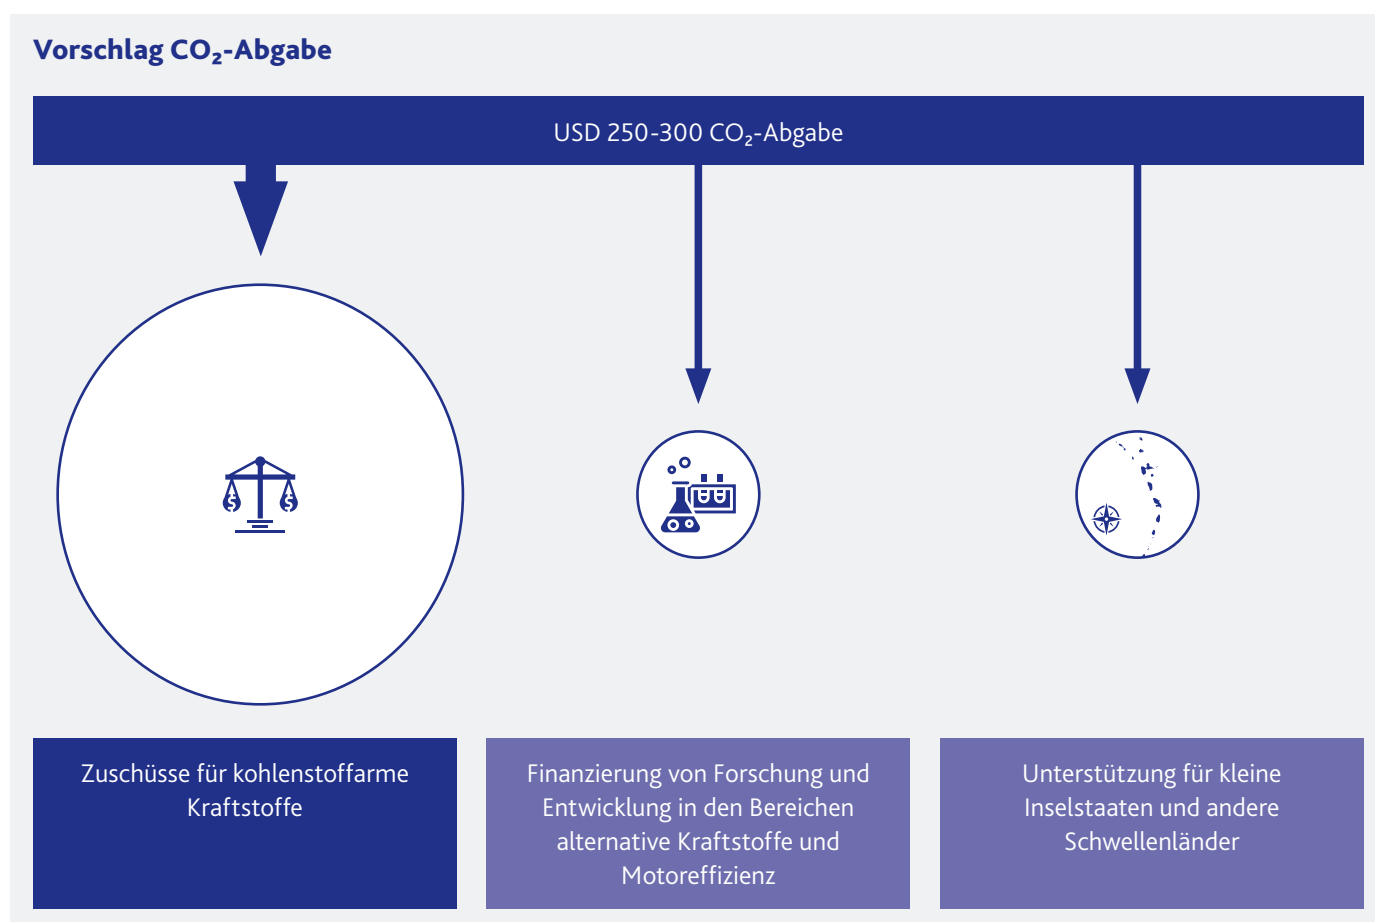 Vorschlag CO₂-Abgabe
USD 250-300 CO₂-Abgabe
$ $
Zuschüsse für kohlenstoffarme
Kraftstoffe
Finanzierung von Forschung und
Entwicklung in den Bereichen
alternative Kraftstoffe und
Motoreffizienz
Unterstützung für kleine
Inselstaaten und andere
Schwellenländer